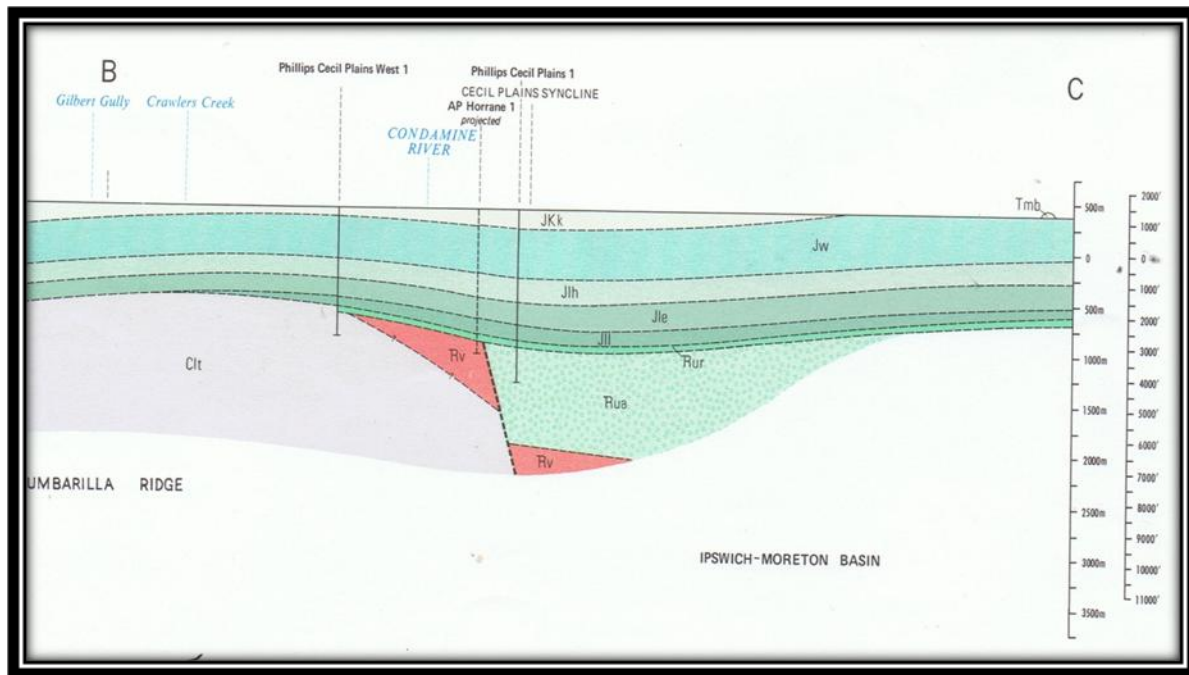 B
Phillips Cecil Plains West 1
Phillips Cecil Plains 1
C
CECIL PLAINS SYNCLINE
Gilbert Gully
Crawlers Creek
AP Horrane 1
projected
CONDAMINE
RIVER
2000'
500m
1000'
0
0
500m
1000'
2000'
1000m
3000'
4000'
1500m
5000'
6000'
2000m
7000'
8000'
2500m
9000'
3000m
10000'
11000'
3500m
Tmb
JKk
Jw
Jlh
Jle
Jll
Rur
Clt
Rv
Rua
Rv
UMBARILLA RIDGE
IPSWICH-MORETON BASIN